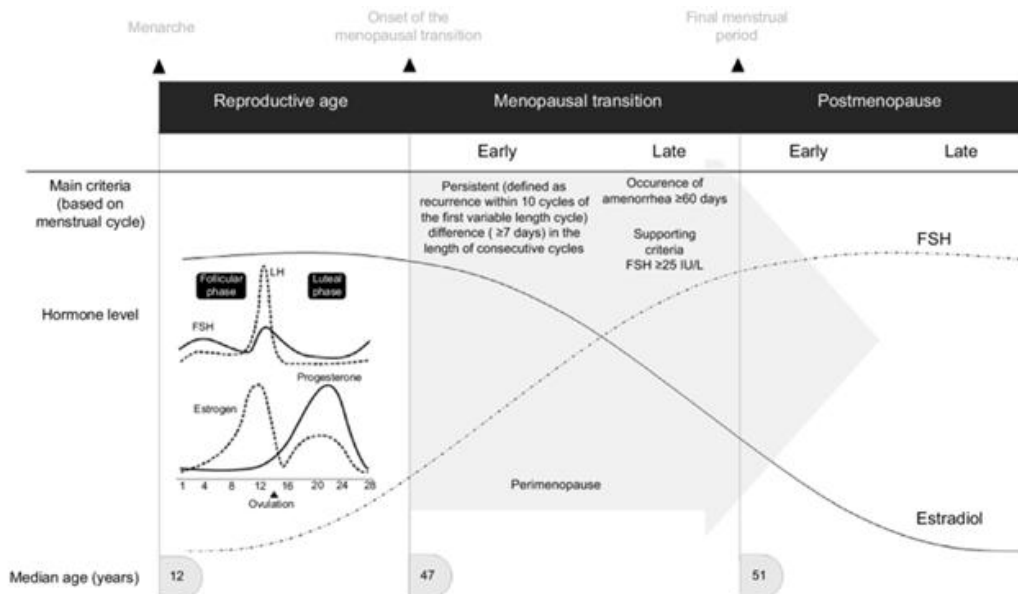 Menarche
Onset of the
menopausal transition
Final menstrual
period
Reproductive age
Menopausal transition
Postmenopause
Early
Late
Early
Late
Main criteria
(based on
menstrual cycle)
Persistent (defined as
recurrence within 10 cycles of
the first variable length cycle)
difference ( ≥7 days) in the
length of consecutive cycles
Occurence of
amenorrhea ≥60 days
Supporting
criteria
FSH ≥25 IU/L
FSH
Hormone level
Follicular
phase
LH
Luteal
phase
FSH
Progesterone
Estrogen
1 4 8 12 16 20 24 28
Ovulation
Perimenopause
Estradiol
Median age (years)
12
47
51